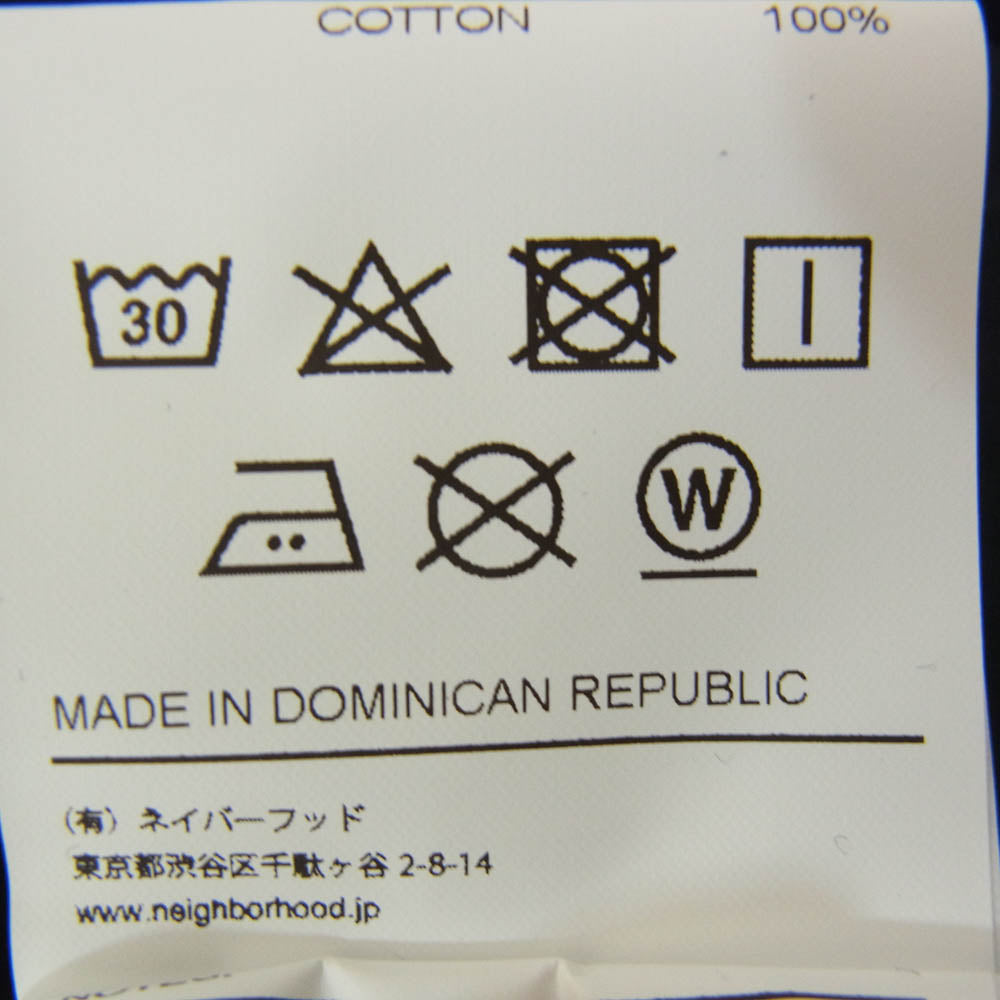 COTTON 100%
30
W
MADE IN DOMINICAN REPUBLIC
（有）ネイバーフッド
東京都渋谷区千駄ヶ谷 2-8-14
www.neighborhood.jp